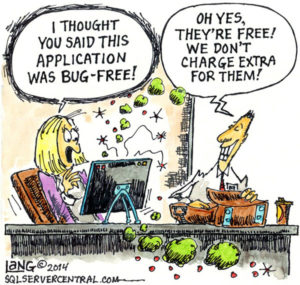 I THOUGHT
YOU SAID THIS
APPLICATION
WAS BUG-FREE!
OH YES,
THEY'RE FREE!
WE DON'T
CHARGE EXTRA
FOR THEM!
LANG ©2014
SQLSERVERCENTRAL.COM